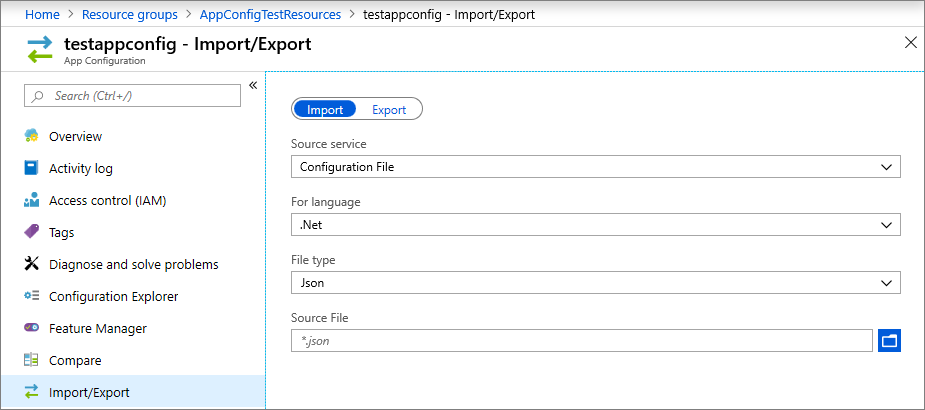 Home > Resource groups > AppConfigTestResources > testappconfig - Import/Export
testappconfig - Import/Export
App Configuration
Search (Ctrl+/)
Overview
Activity log
Access control (IAM)
Tags
Diagnose and solve problems
Configuration Explorer
Feature Manager
Compare
Import/Export
Import Export
Source service
Configuration File
For language
.Net
File type
Json
Source File
*.json